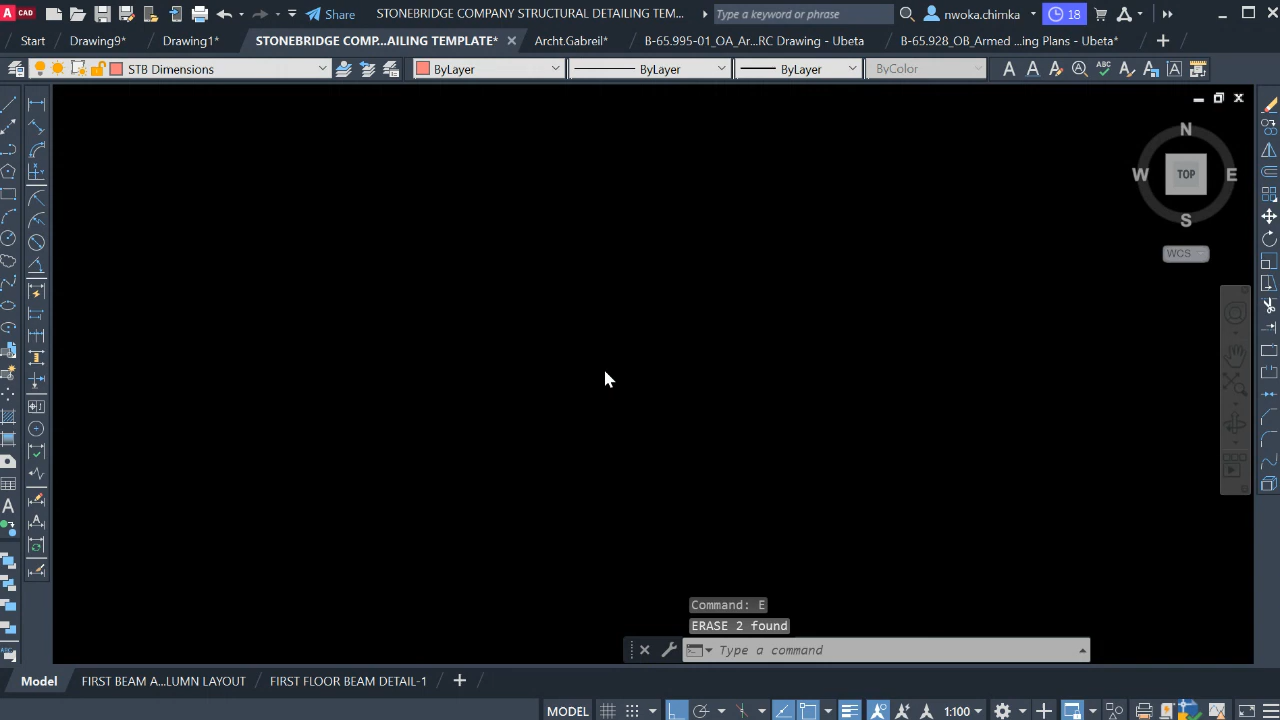 CAD
Share
STONEBRIDGE COMPANY STRUCTURAL DETAILING TEM...
Type a keyword or phrase
nwoka.chimka
18
Start
Drawing9*
Drawing1*
STONEBRIDGE COMP...AILING TEMPLATE*
Archt.Gabreil*
B-65.995-01_OA_Ar...RC Drawing - Ubeta
B-65.928_OB_Armed ...ing Plans - Ubeta*
STB Dimensions
ByLayer
ByLayer
ByLayer
ByColor
N
W
TOP
E
S
WCS
Command: E
ERASE 2 found
Type a command
Model
FIRST BEAM A...LUMN LAYOUT
FIRST FLOOR BEAM DETAIL-1
MODEL
1:100